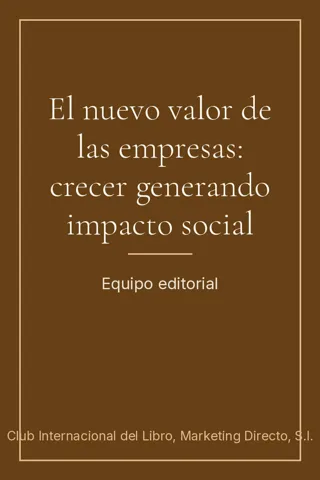 El nuevo valor de
las empresas:
crecer generando
impacto social
Equipo editorial
Club Internacional del Libro, Marketing Directo, S.l.